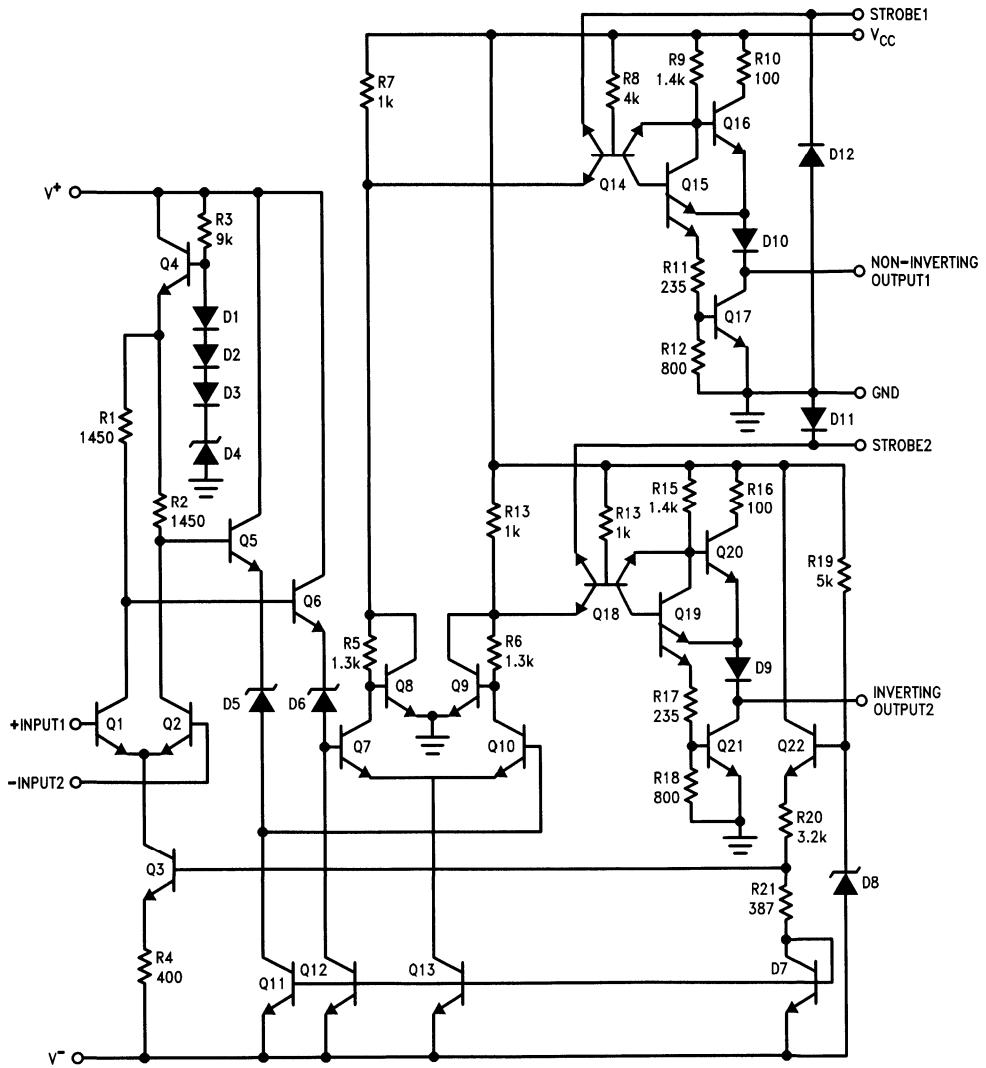 STROBE1
VCC
R7
1k
R8
4k
R9
1.4k
R10
100
Q16
D12
Q14
Q15
V+
R3
9k
Q4
D10
NON-INVERTING
OUTPUT1
R11
235
Q17
D1
D2
D3
D4
R12
800
GND
D11
R1
1450
STROBE2
R2
1450
R13
1k
R13
1k
R15
1.4k
R16
100
Q20
R19
5k
Q5
Q6
Q18
Q19
R5
1.3k
R6
1.3k
Q8
Q9
D9
D5
D6
INVERTING
OUTPUT2
R17
235
+INPUT1
Q1
Q2
Q7
Q10
Q21
Q22
-INPUT2
R18
800
R20
3.2k
Q3
D8
R21
387
R4
400
Q11
Q12
Q13
D7
V-